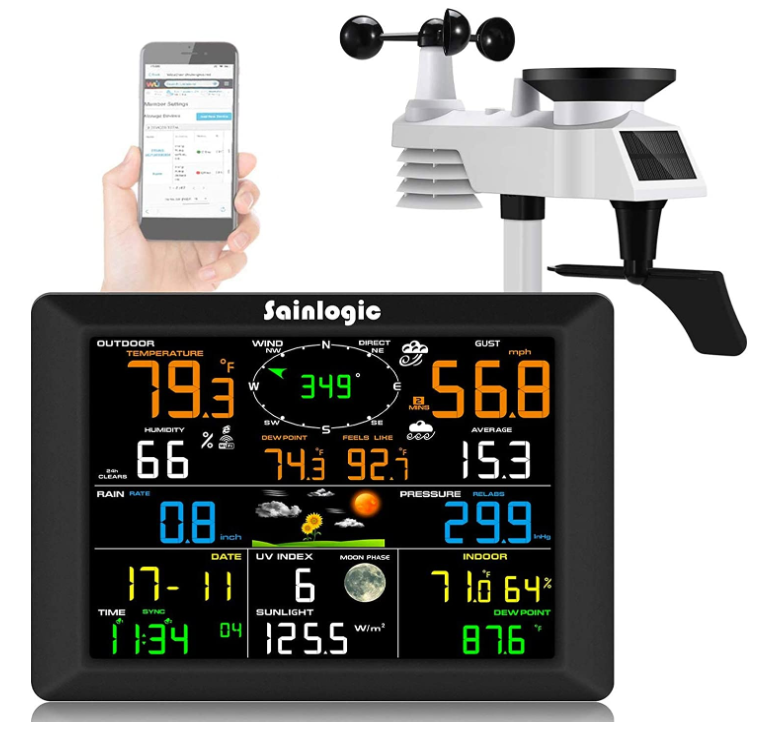 Member Settings
Sainlogic
OUTDOOR
TEMPERATURE
79.3 °F
WIND
DIRECT
N
NW
NE
W
349°
E
SW
SE
S
GUST
mph
56.8
2 MINS
HUMIDITY
66 %
24h CLEARS
DEW POINT
74.3
FEELS LIKE
92.7
AVERAGE
15.3
RAIN RATE
0.8 inch
PRESSURE RELABS
29.9 inHg
DATE
17-11
TIME SYNC
11:34 04
UV INDEX
6
MOON PHASE
SUNLIGHT
125.5 W/m²
INDOOR
71.0 °F 64%
DEW POINT
87.6 °F